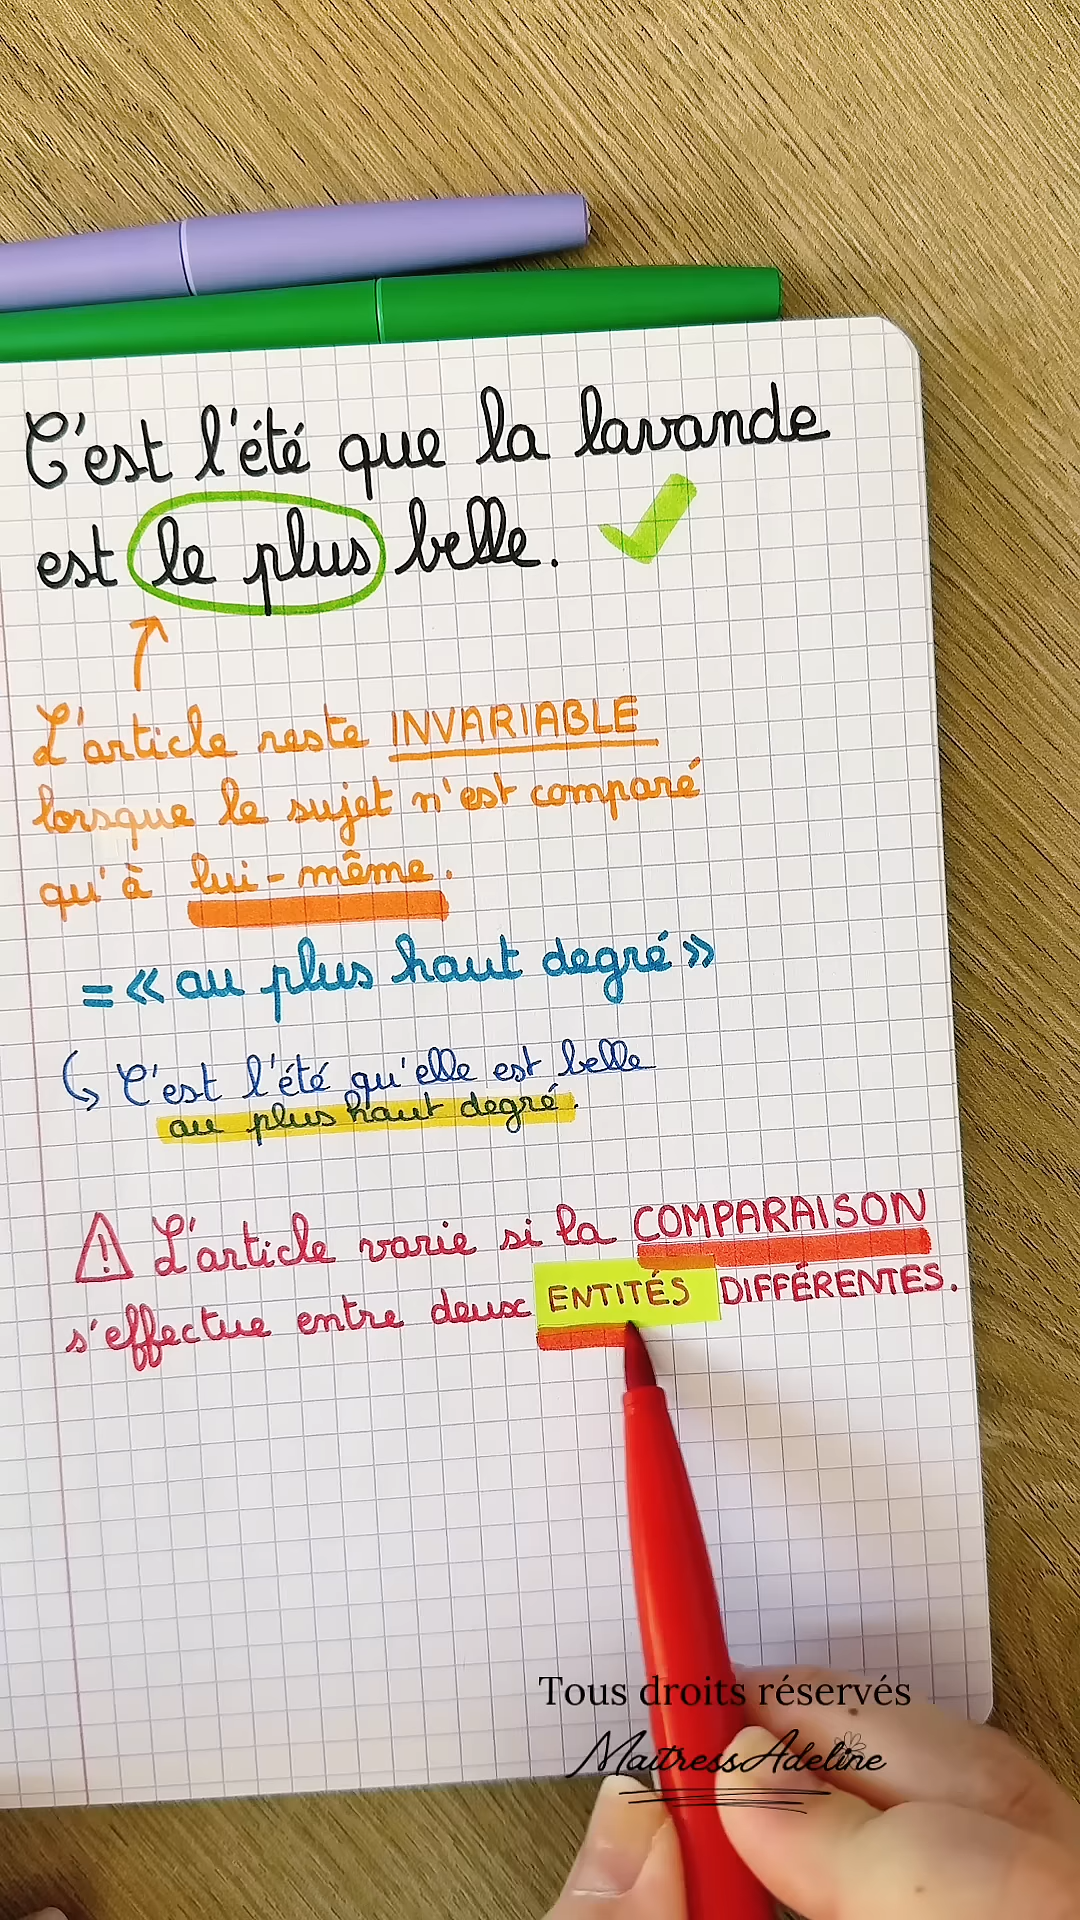 C'est l'été que la lavande
est le plus belle.
L'article reste INVARIABLE
lorsque le sujet n'est comparé
qu'à lui-même.
= « au plus haut degré »
C'est l'été qu'elle est belle
au plus haut degré.
L'article varie si la COMPARAISON
s'effectue entre deux ENTITÉS DIFFÉRENTES.
Tous droits réservés
MaitressAdeline